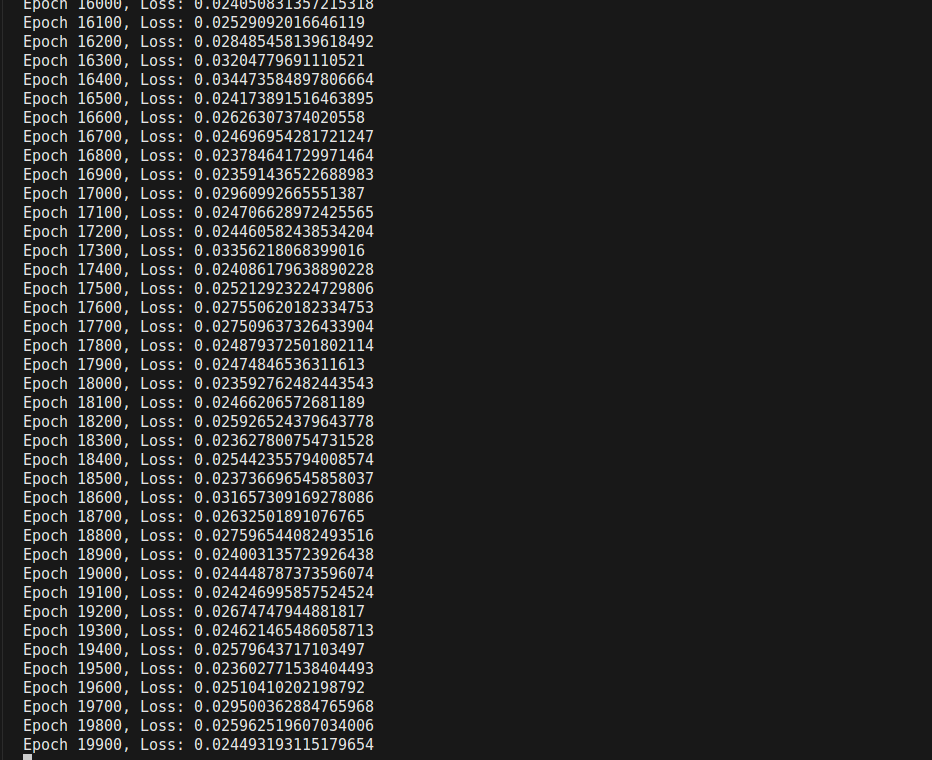 Epoch 16000, Loss: 0.024050831357215318
Epoch 16100, Loss: 0.02529092016646119
Epoch 16200, Loss: 0.028485458139618492
Epoch 16300, Loss: 0.03204779691110521
Epoch 16400, Loss: 0.034473584897806664
Epoch 16500, Loss: 0.024173891516463895
Epoch 16600, Loss: 0.02626307374020558
Epoch 16700, Loss: 0.024696954281721247
Epoch 16800, Loss: 0.023784641729971464
Epoch 16900, Loss: 0.023591436522688983
Epoch 17000, Loss: 0.02960992665551387
Epoch 17100, Loss: 0.024706628972425565
Epoch 17200, Loss: 0.024460582438534204
Epoch 17300, Loss: 0.03356218068399016
Epoch 17400, Loss: 0.024086179638890228
Epoch 17500, Loss: 0.025212923224729806
Epoch 17600, Loss: 0.027550620182334753
Epoch 17700, Loss: 0.027509637326433904
Epoch 17800, Loss: 0.024879372501802114
Epoch 17900, Loss: 0.02474846536311613
Epoch 18000, Loss: 0.023592762482443543
Epoch 18100, Loss: 0.02466206572681189
Epoch 18200, Loss: 0.025926524379643778
Epoch 18300, Loss: 0.023627800754731528
Epoch 18400, Loss: 0.025442355794008574
Epoch 18500, Loss: 0.023736696545858037
Epoch 18600, Loss: 0.031657309169278086
Epoch 18700, Loss: 0.02632501891076765
Epoch 18800, Loss: 0.027596544082493516
Epoch 18900, Loss: 0.024003135723926438
Epoch 19000, Loss: 0.024448787373596074
Epoch 19100, Loss: 0.024246995857524524
Epoch 19200, Loss: 0.02674747944881817
Epoch 19300, Loss: 0.024621465486058713
Epoch 19400, Loss: 0.02579643717103497
Epoch 19500, Loss: 0.023602771538404493
Epoch 19600, Loss: 0.02510410202198792
Epoch 19700, Loss: 0.029500362884765968
Epoch 19800, Loss: 0.025962519607034006
Epoch 19900, Loss: 0.024493193115179654